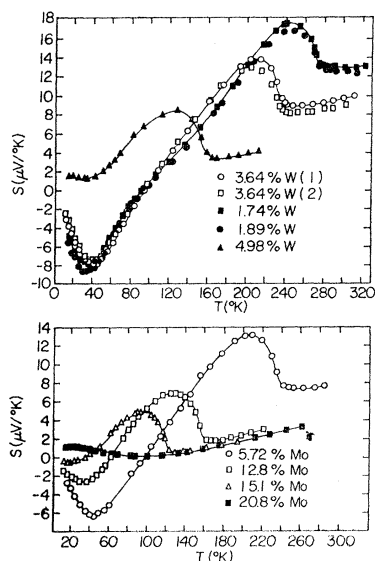 18
16
14
12
10
8
6
4
2
0
-2
-4
-6
-8
-10
S(μV/°K)
○ 3.64% W(1)
□ 3.64% W(2)
■ 1.74% W
● 1.89% W
▲ 4.98% W
0 40 80 120 160 200 240 280 320
T(°K)
14
12
10
8
6
4
2
0
-2
-4
6
S(μV/°K)
○ 5.72% Mo
□ 12.8% Mo
△ 15.1% Mo
■ 20.8% Mo
20 60 100 140 180 220 260 300
T(°K)